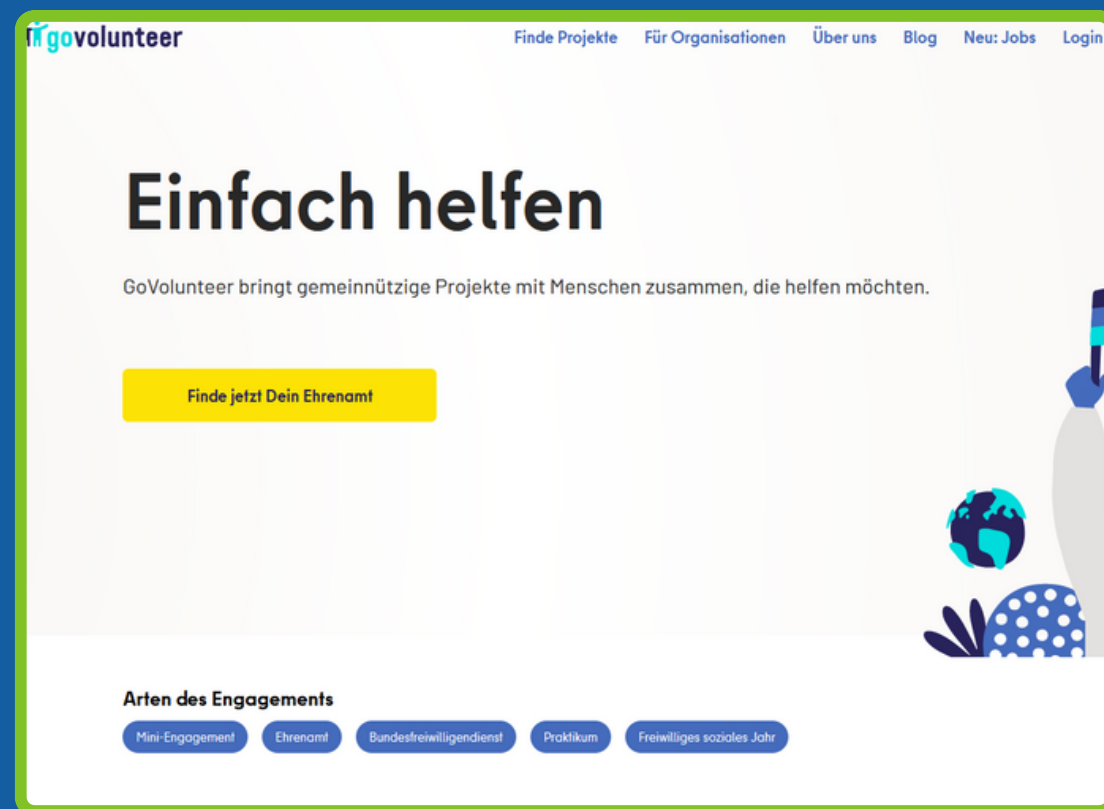 govolunteer
Finde Projekte Für Organisationen Über uns Blog Neu: Jobs Login
Einfach helfen
GoVolunteer bringt gemeinnützige Projekte mit Menschen zusammen, die helfen möchten.
Finde jetzt Dein Ehrenamt
Arten des Engagements
Mini-Engagement Ehrenamt Bundesfreiwilligendienst Praktikum Freiwilliges soziales Jahr